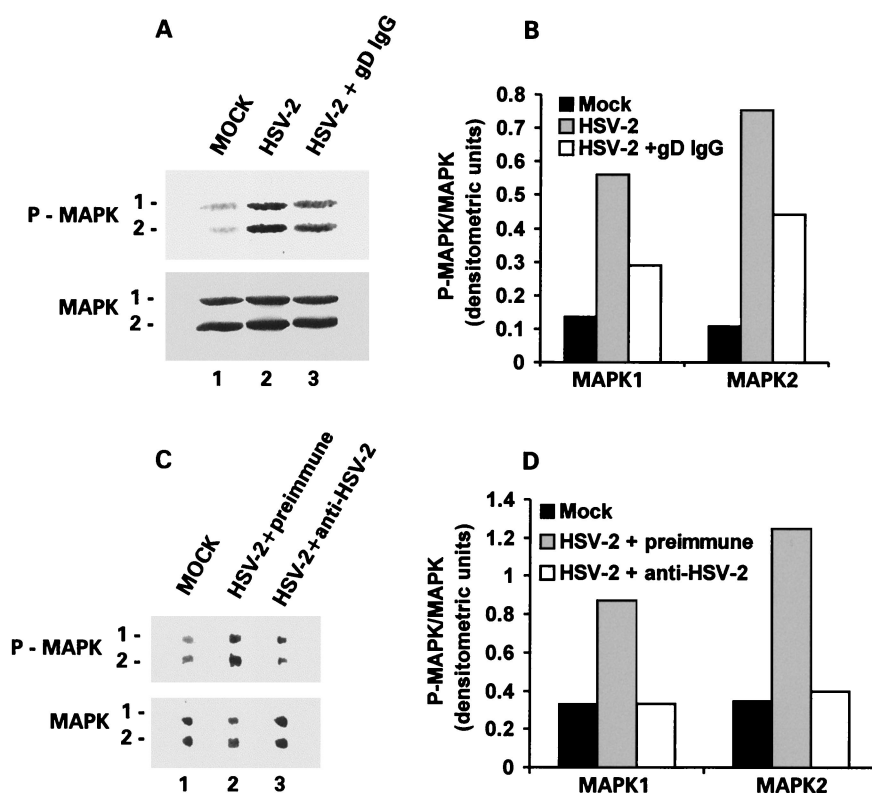 A
MOCK
HSV-2
HSV-2 + gD IgG
P - MAPK
1 -
2 -
MAPK
1 -
2 -
1 2 3
B
P-MAPK/MAPK
(densitometric units)
0.8
0.7
0.6
0.5
0.4
0.3
0.2
0.1
0
Mock
HSV-2
HSV-2 +gD IgG
MAPK1 MAPK2
C
MOCK
HSV-2+preimmune
HSV-2+anti-HSV-2
P - MAPK
1 -
2 -
MAPK
1 -
2 -
1 2 3
D
P-MAPK/MAPK
(densitometric units)
1.4
1.2
1
0.8
0.6
0.4
0.2
0
Mock
HSV-2 + preimmune
HSV-2 + anti-HSV-2
MAPK1 MAPK2